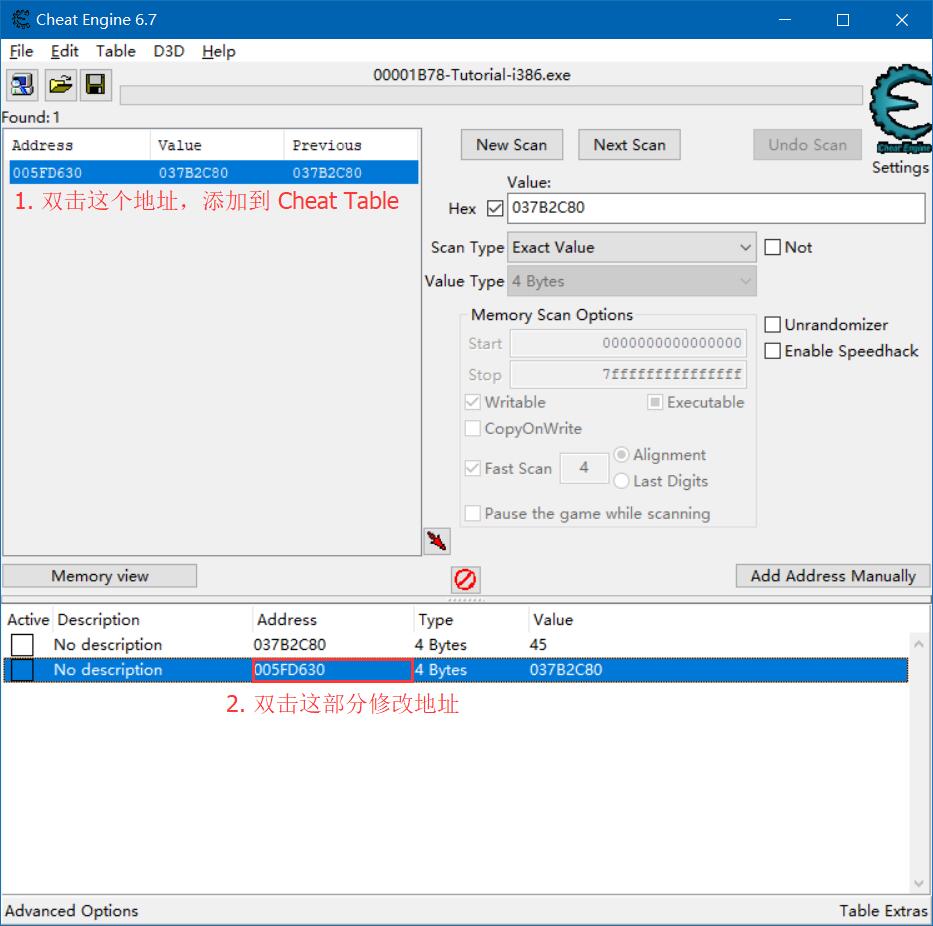 Cheat Engine 6.7
File Edit Table D3D Help
00001B78-Tutorial-i386.exe
Found: 1
Address Value Previous
005FD630 037B2C80 037B2C80
1. 双击这个地址，添加到 Cheat Table
New Scan Next Scan Undo Scan
Cheat Engine
Settings
Value:
Hex 037B2C80
Scan Type Exact Value Not
Value Type 4 Bytes
Memory Scan Options
Start 0000000000000000
Stop 7fffffffffffffff
Writable Executable
CopyOnWrite
Fast Scan 4 Alignment
Last Digits
Pause the game while scanning
Unrandomizer
Enable Speedhack
Memory view Add Address Manually
Active Description Address Type Value
No description 037B2C80 4 Bytes 45
No description 005FD630 4 Bytes 037B2C80
2. 双击这部分修改地址
Advanced Options Table Extras